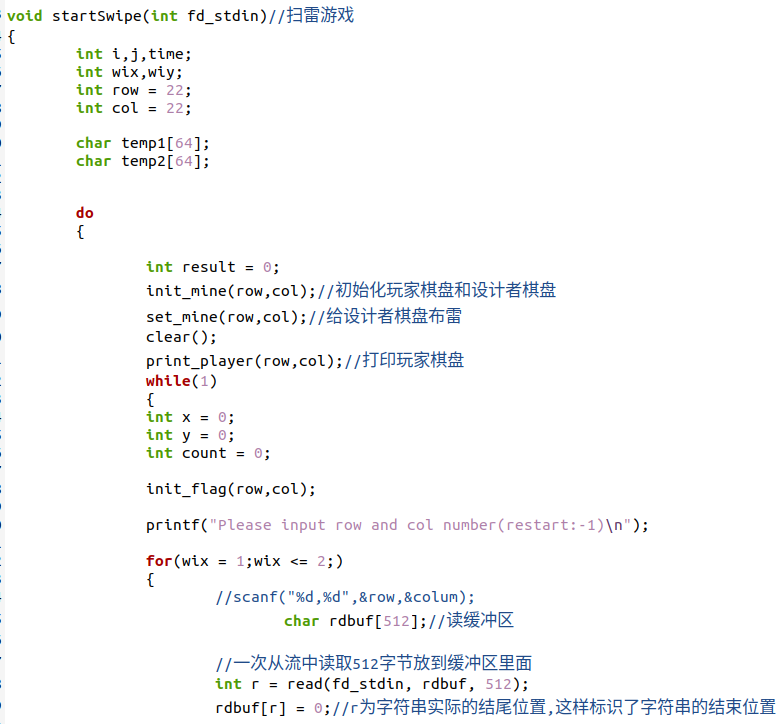 void startSwipe(int fd_stdin)//扫雷游戏
{
int i,j,time;
int wix,wiy;
int row = 22;
int col = 22;
char temp1[64];
char temp2[64];
do
{
int result = 0;
init_mine(row,col);//初始化玩家棋盘和设计者棋盘
set_mine(row,col);//给设计者棋盘布雷
clear();
print_player(row,col);//打印玩家棋盘
while(1)
{
int x = 0;
int y = 0;
int count = 0;
init_flag(row,col);
printf("Please input row and col number(restart:-1)\n");
for(wix = 1;wix <= 2;)
{
//scanf("%d,%d",&row,&colum);
char rdbuf[512];//读缓冲区
//一次从流中读取512字节放到缓冲区里面
int r = read(fd_stdin, rdbuf, 512);
rdbuf[r] = 0;//r为字符串实际的结尾位置,这样标识了字符串的结束位置